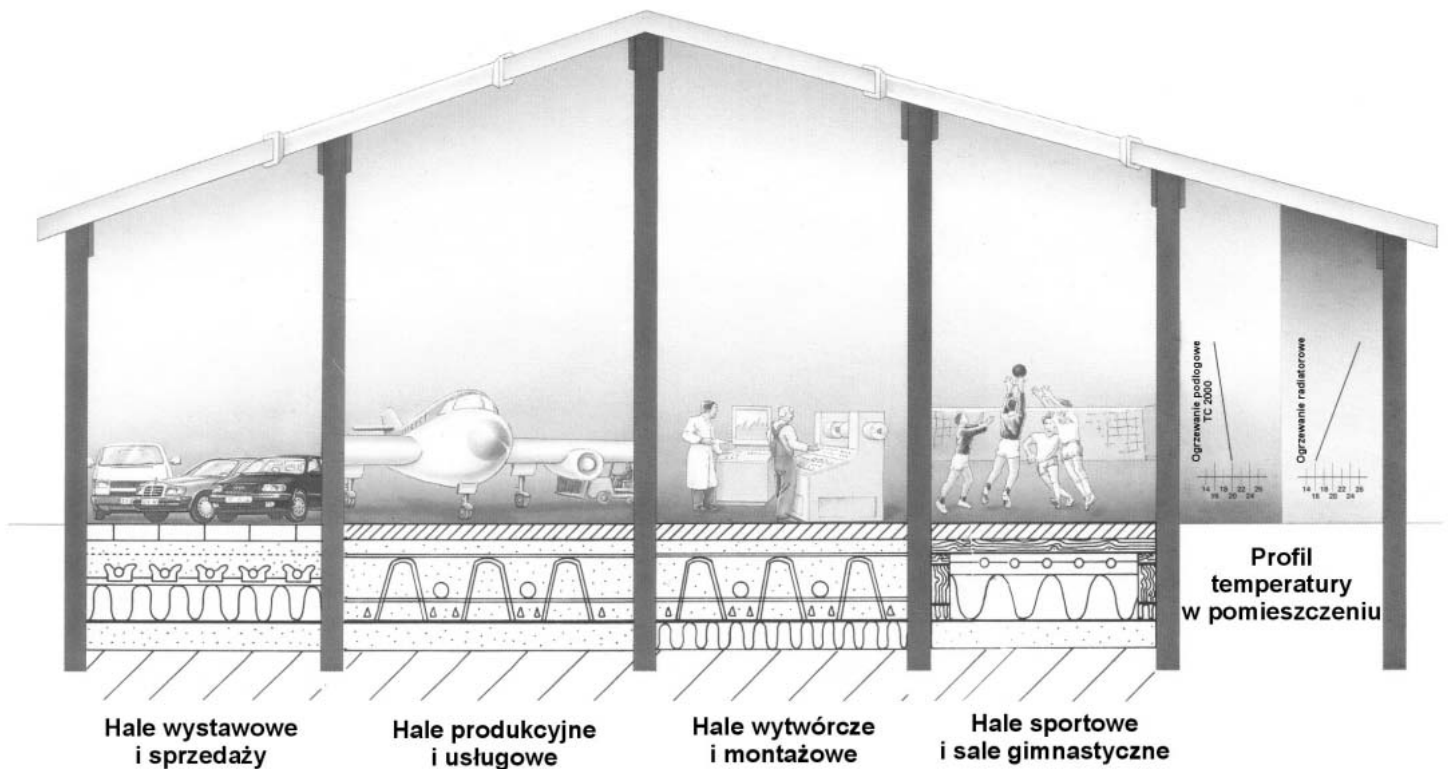 Ogrzewanie podłogowe
TC 2000
14 18 22 26
16 20 24
Ogrzewanie radiatorowe
14 18 22 26
16 20 24
Profil
temperatury
w pomieszczeniu
Hale wystawowe
i sprzedaży
Hale produkcyjne
i usługowe
Hale wytwórcze
i montażowe
Hale sportowe
i sale gimnastyczne